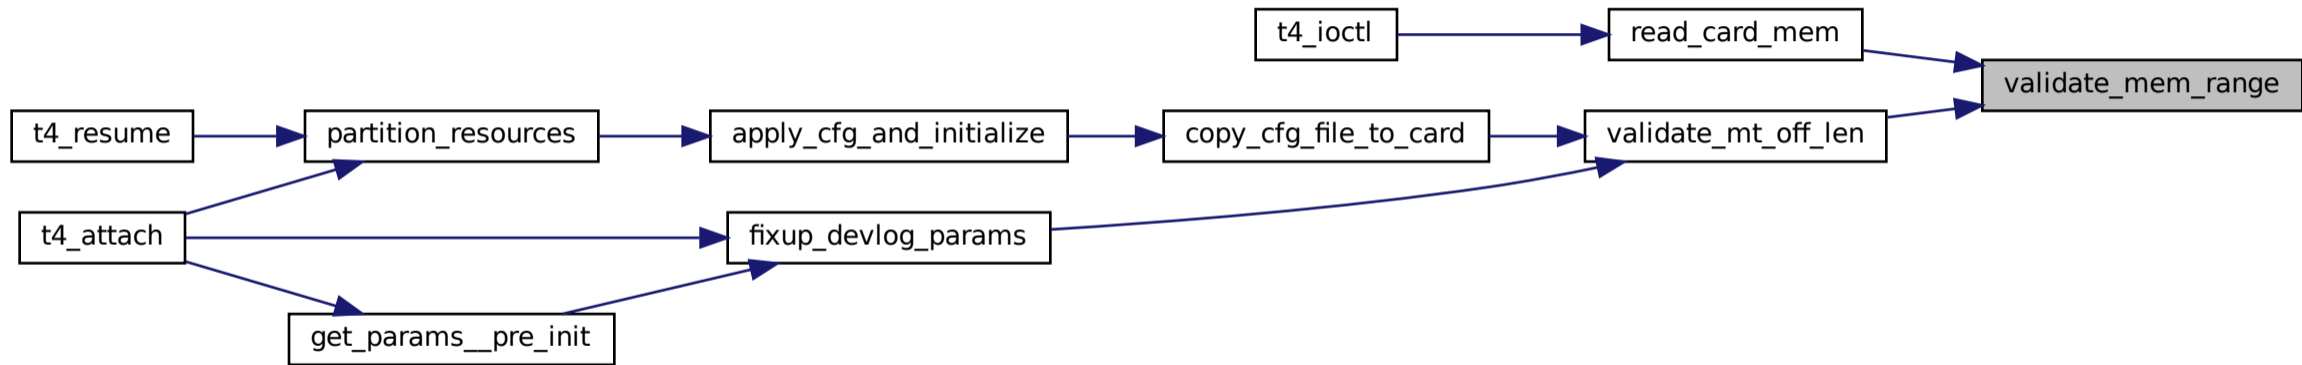 t4_ioctl
read_card_mem
validate_mem_range
t4_resume
partition_resources
apply_cfg_and_initialize
copy_cfg_file_to_card
validate_mt_off_len
t4_attach
fixup_devlog_params
get_params__pre_init